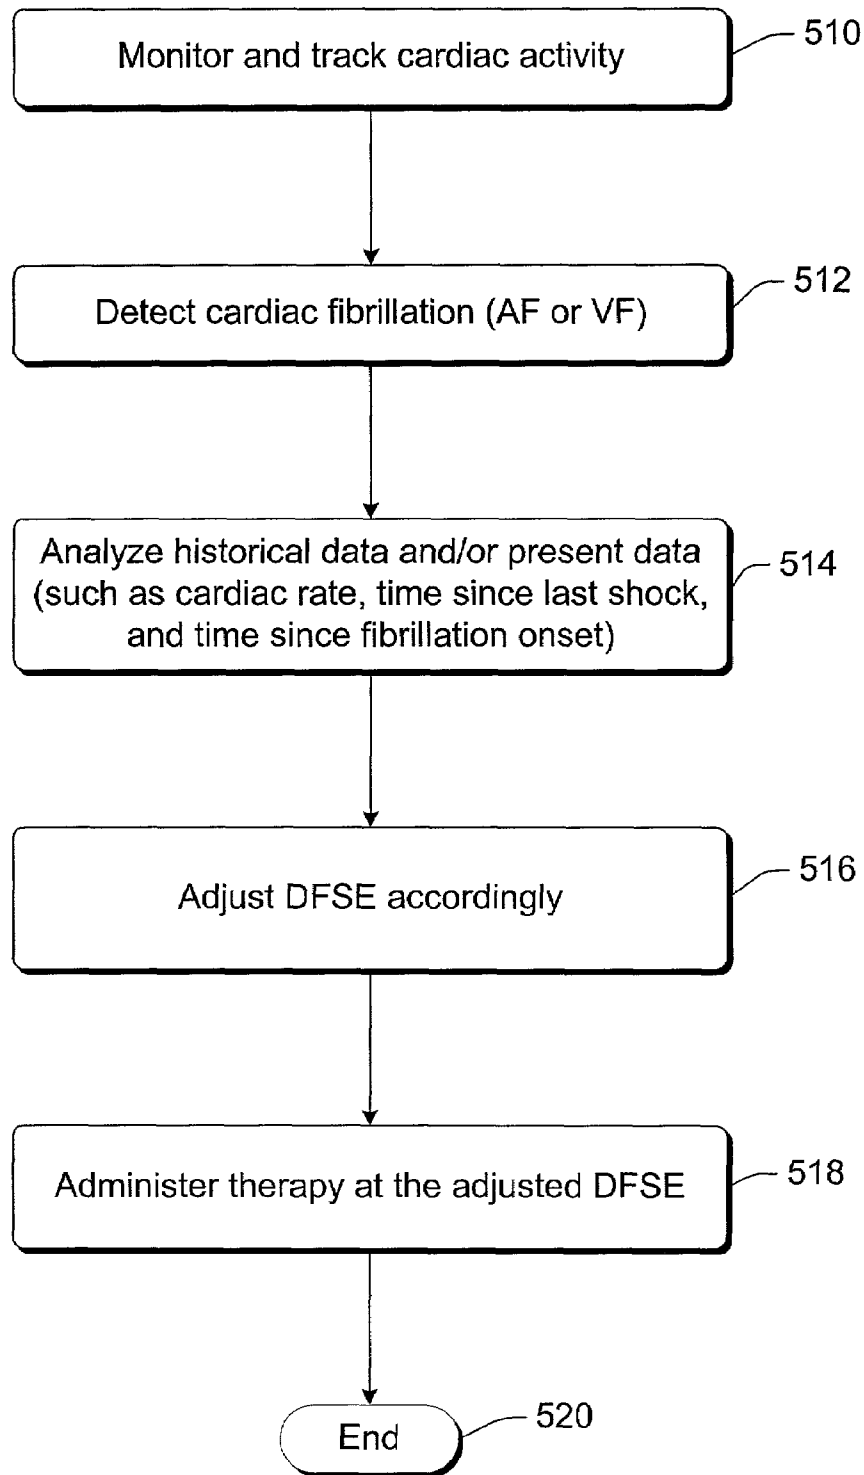 Monitor and track cardiac activity
510
Detect cardiac fibrillation (AF or VF)
512
Analyze historical data and/or present data
(such as cardiac rate, time since last shock,
and time since fibrillation onset)
514
Adjust DFSE accordingly
516
Administer therapy at the adjusted DFSE
518
End
520